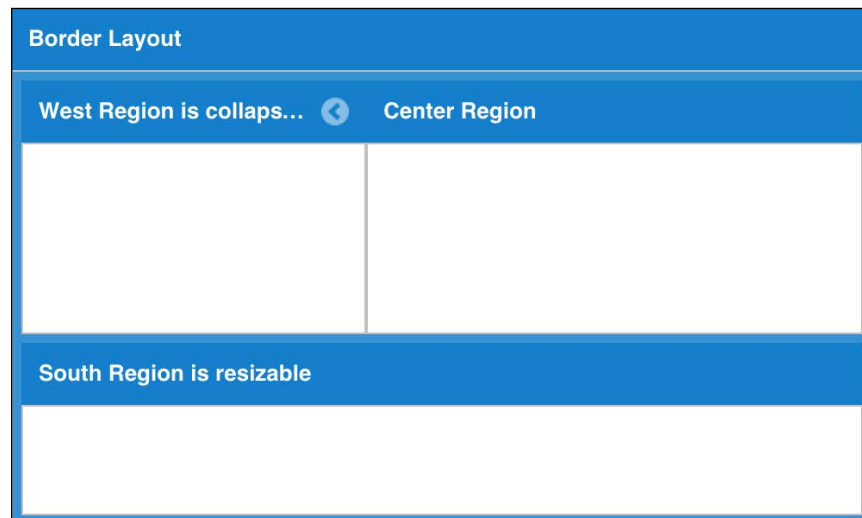 Border Layout
West Region is collaps...
Center Region
South Region is resizable